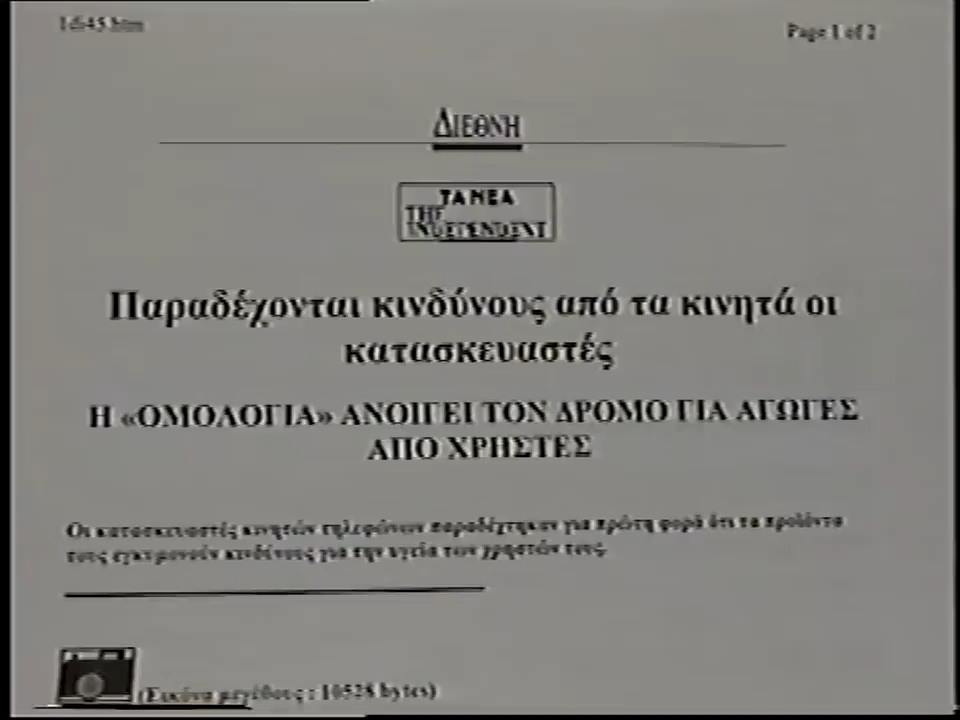 1di45.htm
Page 1 of 2
ΔΙΕΘΝΗ
ΤΑ ΝΕΑ
THE
INDEPENDENT
Παραδέχονται κινδύνους από τα κινητά οι
κατασκευαστές
Η «ΟΜΟΛΟΓΙΑ» ΑΝΟΙΓΕΙ ΤΟΝ ΔΡΟΜΟ ΓΙΑ ΑΓΩΓΕΣ
ΑΠΟ ΧΡΗΣΤΕΣ
Οι κατασκευαστές κινητών τηλεφώνων παραδέχτηκαν για πρώτη φορά ότι τα προϊόντα
τους εγκυμονούν κινδύνους για την υγεία των χρηστών τους.
(Εικόνα μεγέθους : 10528 bytes)